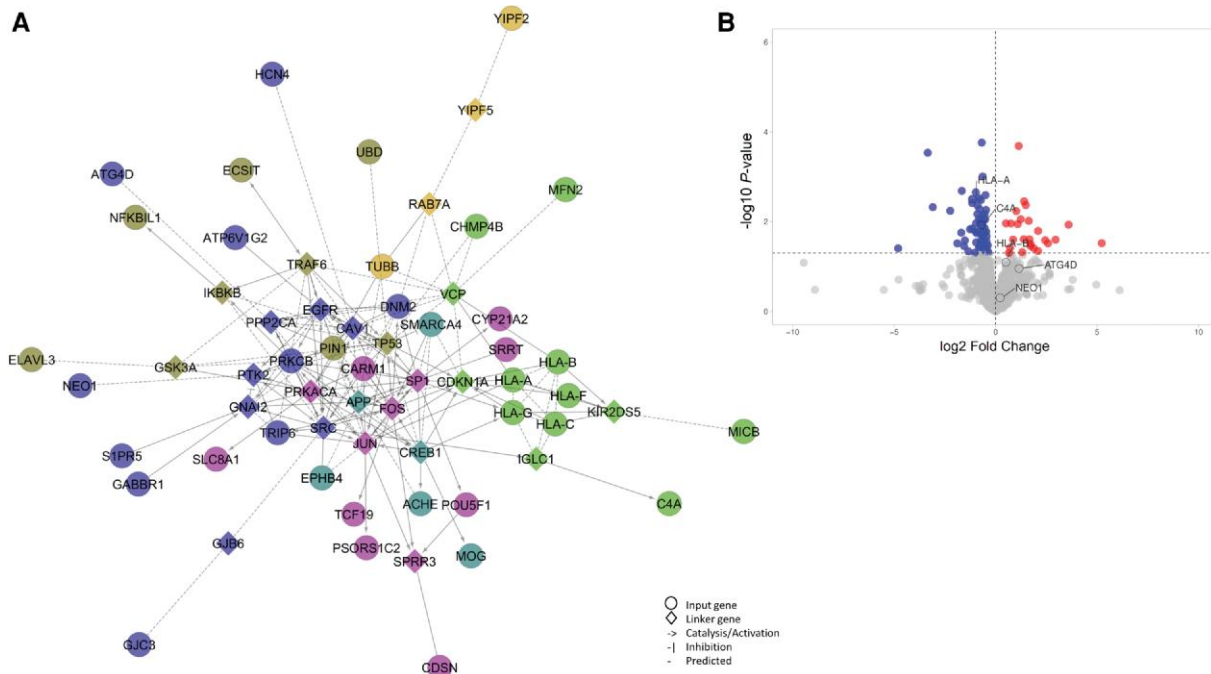 A
B
YIPF2
HCN4
YIPF5
UBD
ECSIT
ATG4D
MFN2
RAB7A
NFKBIL1
CHMP4B
ATP6V1G2
TRAF6
TUBB
IKBKB
VCP
EGFR
DNM2
PPP2CA
CAV1
SMARCA4
CYP21A2
PIN1
TP53
SRRT
ELAVL3
GSK3A
PRKCB
CARM1
HLA-B
NEO1
PTK2
SP1
CDKN1A
HLA-A
PRKACA
HLA-F
GNAI2
APP
FOS
HLA-G
KIR2DS5
TRIP6
SRC
HLA-C
MICB
JUN
CREB1
S1PR5
SLC8A1
IGLC1
GABBR1
EPHB4
ACHE
POU5F1
C4A
TCF19
GJB6
PSORS1C2
SPRR3
MOG
GJC3
CDSN
Input gene
Linker gene
-> Catalysis/Activation
-| Inhibition
- Predicted
6
4
2
0
-log10 P-value
HLA-A
C4A
HLA-B
ATG4D
NEO1
-10
-5
0
5
10
log2 Fold Change